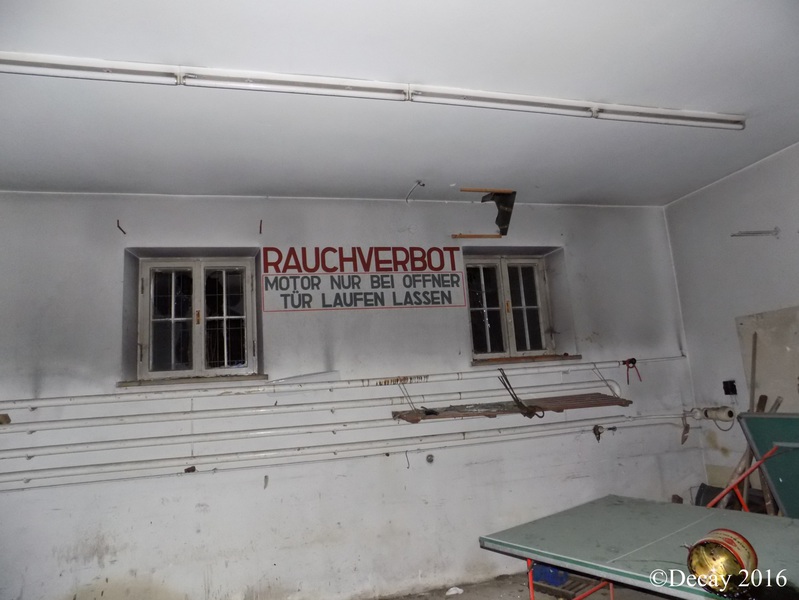 RAUCHVERBOT
MOTOR NUR BEI OFFNER
TÜR LAUFEN LASSEN
©Decay 2016